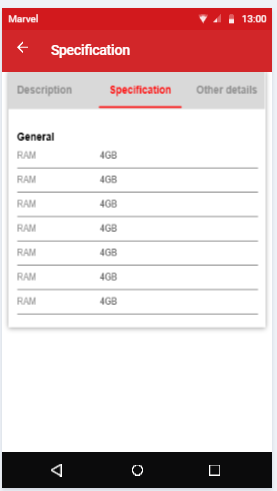 Marvel 13:00
Specification
Description Specification Other details
General
RAM 4GB
RAM 4GB
RAM 4GB
RAM 4GB
RAM 4GB
RAM 4GB
RAM 4GB